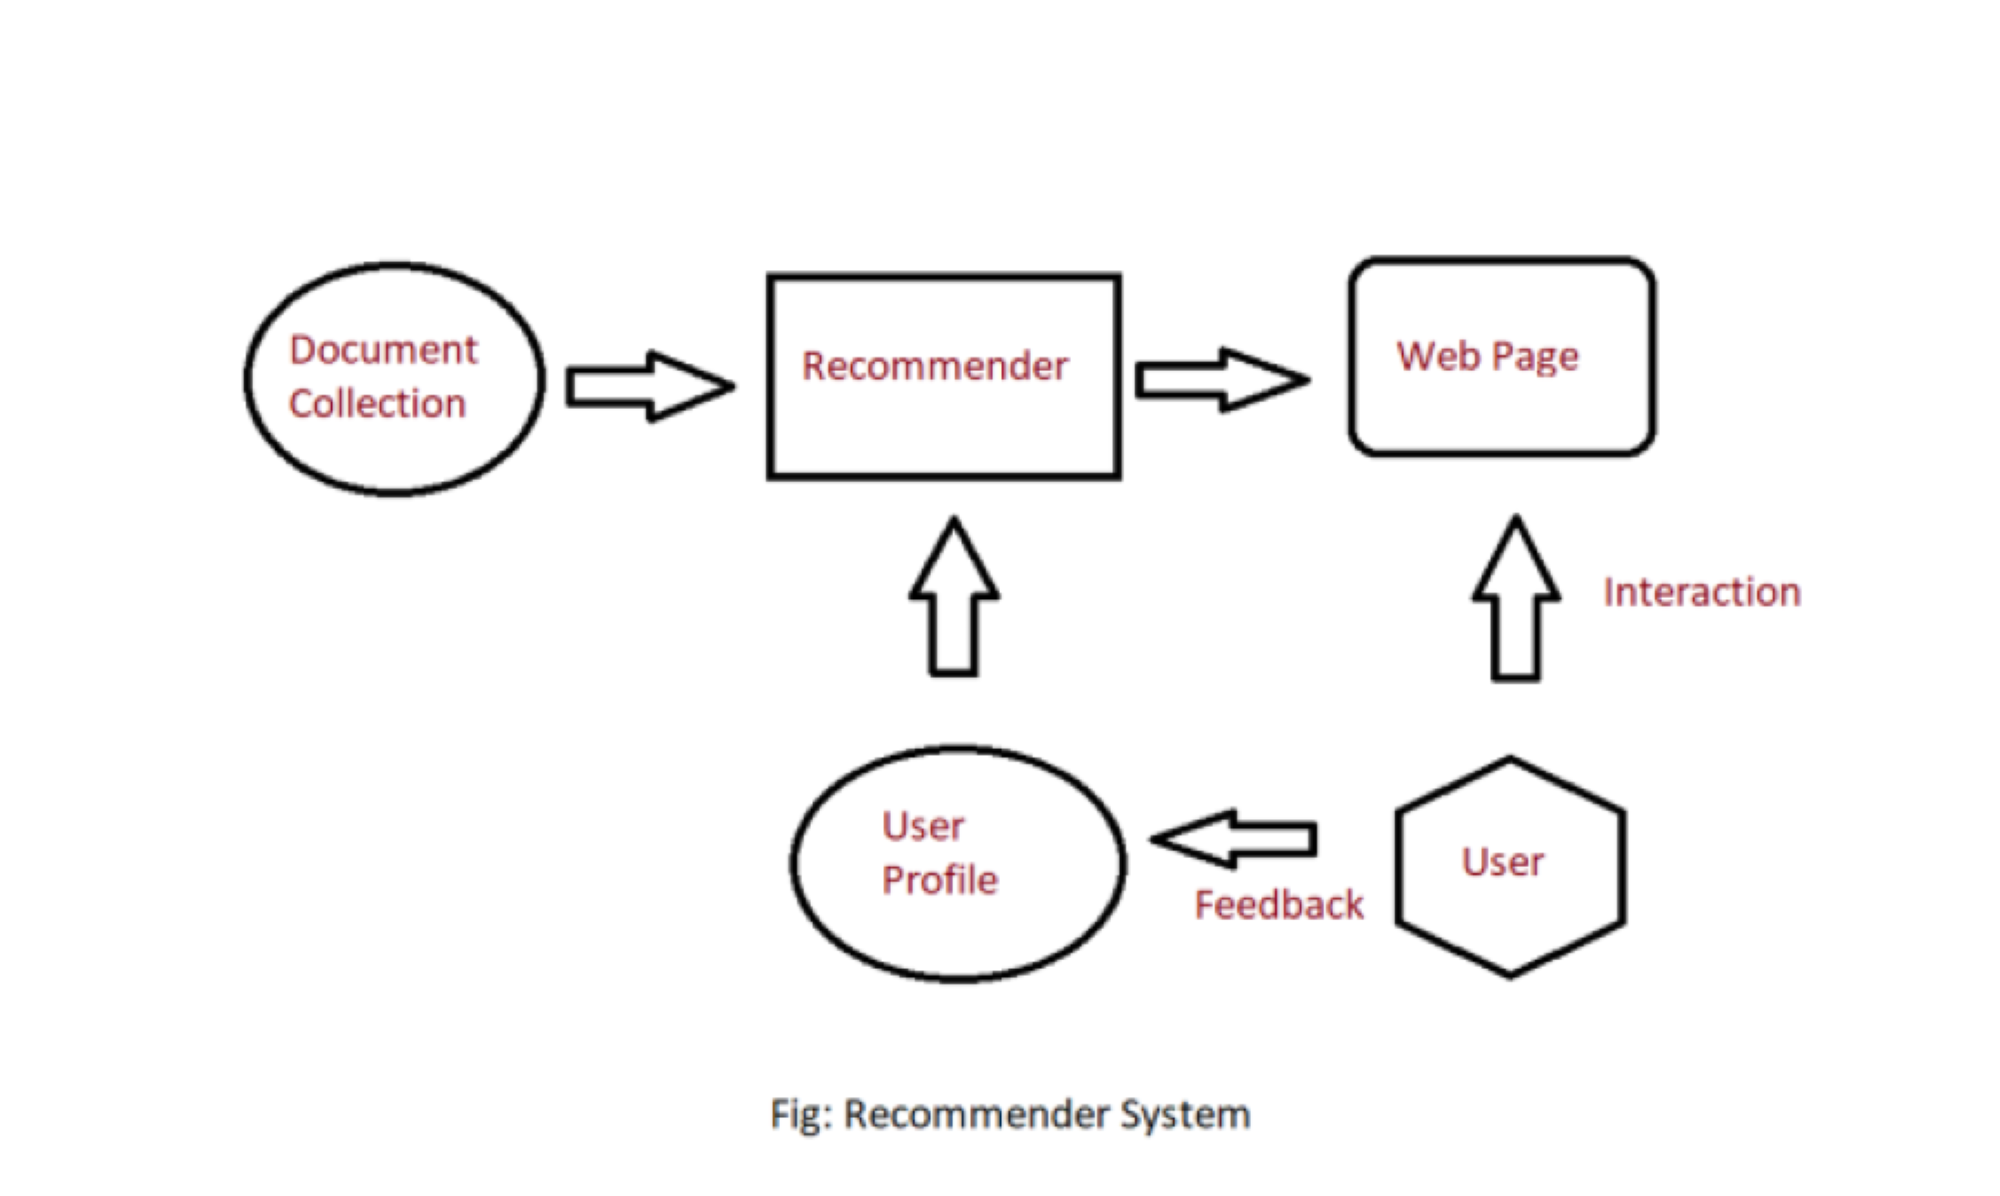 Document
Collection
Recommender
Web Page
Interaction
User
Profile
Feedback
User
Fig: Recommender System